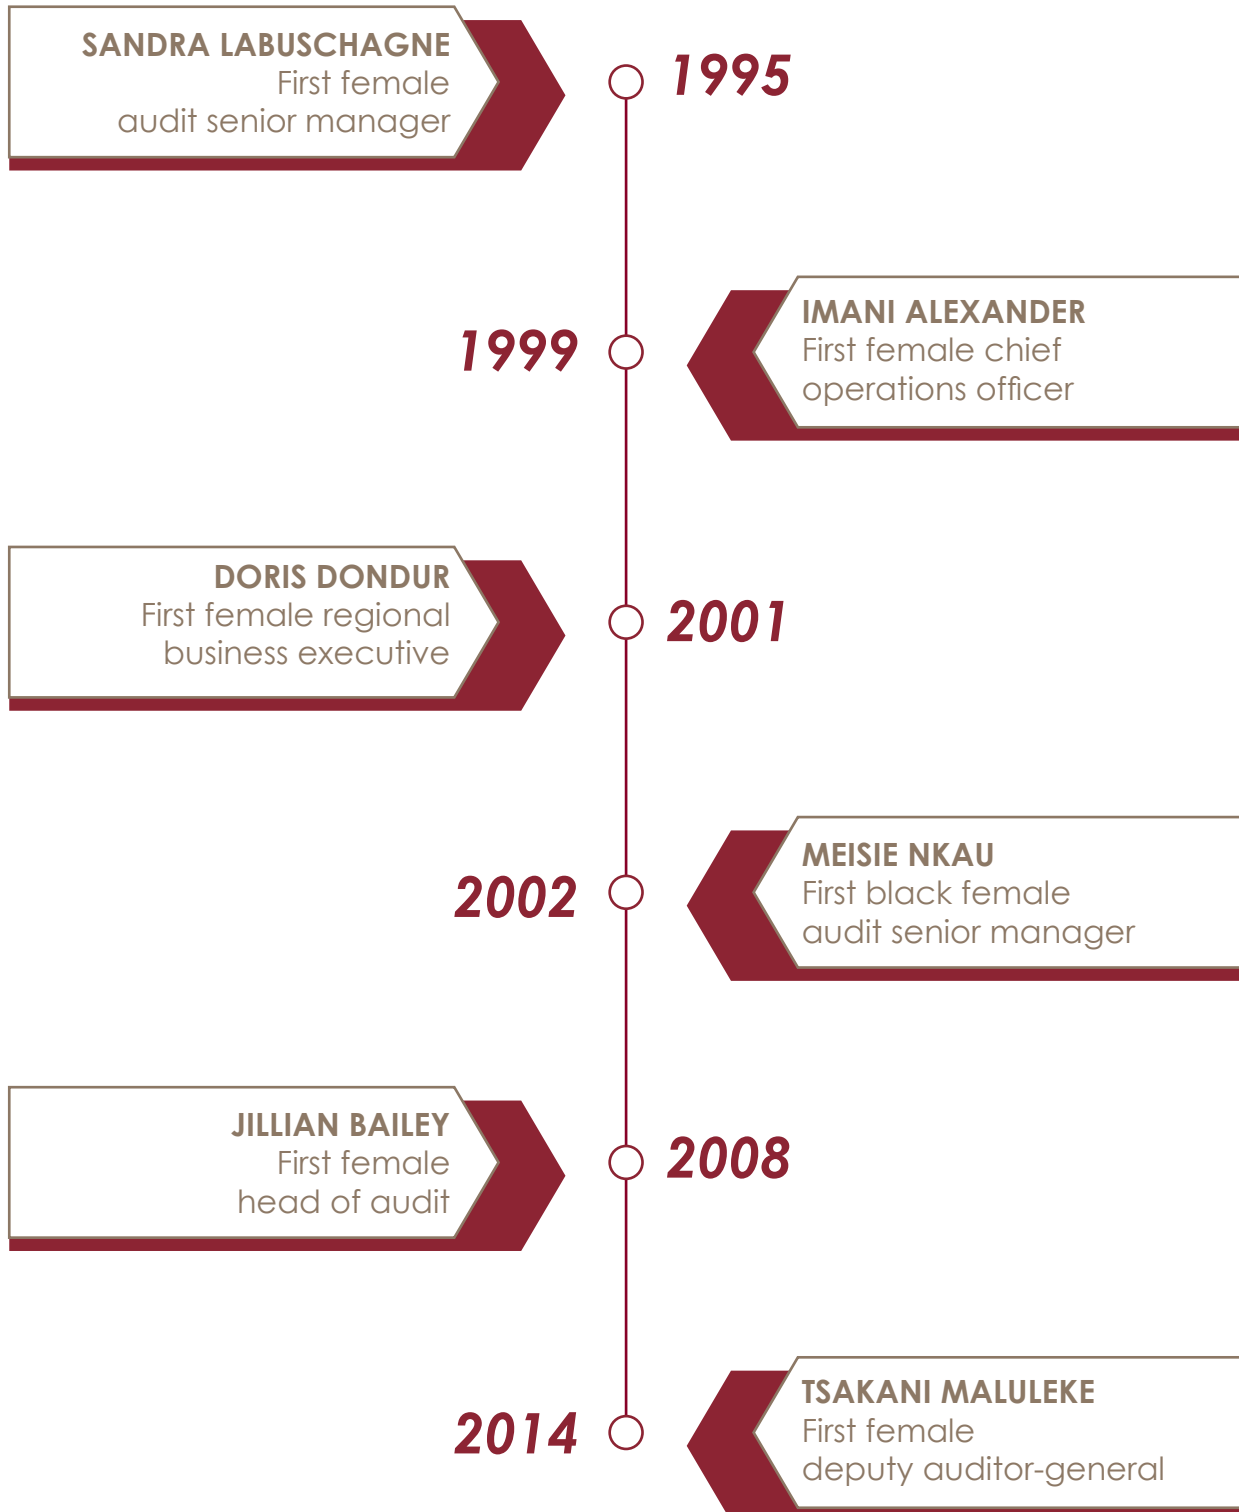 SANDRA LABUSCHAGNE
First female
audit senior manager
1995
1999
IMANI ALEXANDER
First female chief
operations officer
DORIS DONDUR
First female regional
business executive
2001
2002
MEISIE NKAU
First black female
audit senior manager
JILLIAN BAILEY
First female
head of audit
2008
2014
TSAKANI MALULEKE
First female
deputy auditor-general